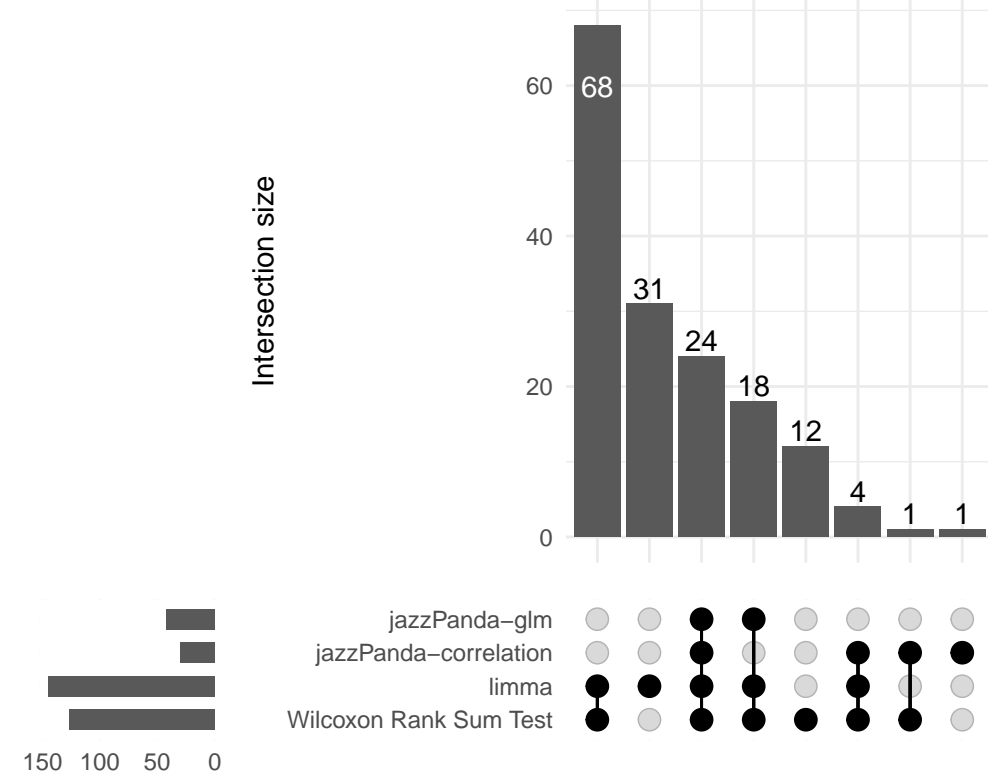 Intersection size
60
40
20
0
68
31
24
18
12
4
1
1
jazzPanda−glm
jazzPanda−correlation
limma
Wilcoxon Rank Sum Test
150 100 50 0